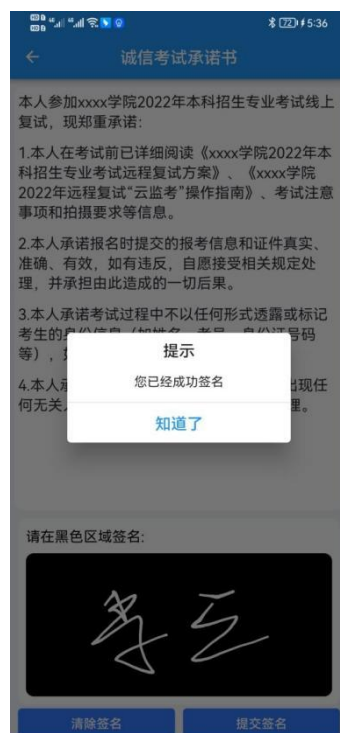 72 5:36
诚信考试承诺书
本人参加xxxx学院2022年本科招生专业考试线上
复试，现郑重承诺：
1.本人在考试前已详细阅读《xxxx学院2022年本
科招生专业考试远程复试方案》、《xxxx学院
2022年远程复试“云监考”操作指南》、考试注意
事项和拍摄要求等信息。
2.本人承诺报名时提交的报考信息和证件真实、
准确、有效，如有违反，自愿接受相关规定处
理，并承担由此造成的一切后果。
3.本人承诺考试过程中不以任何形式透露或标记
考生的身份信息（如姓名、考号、身份证号码
等），
提示
4.本人
出现任
您已经成功签名
何无关
理。
知道了
请在黑色区域签名:
清除签名 提交签名